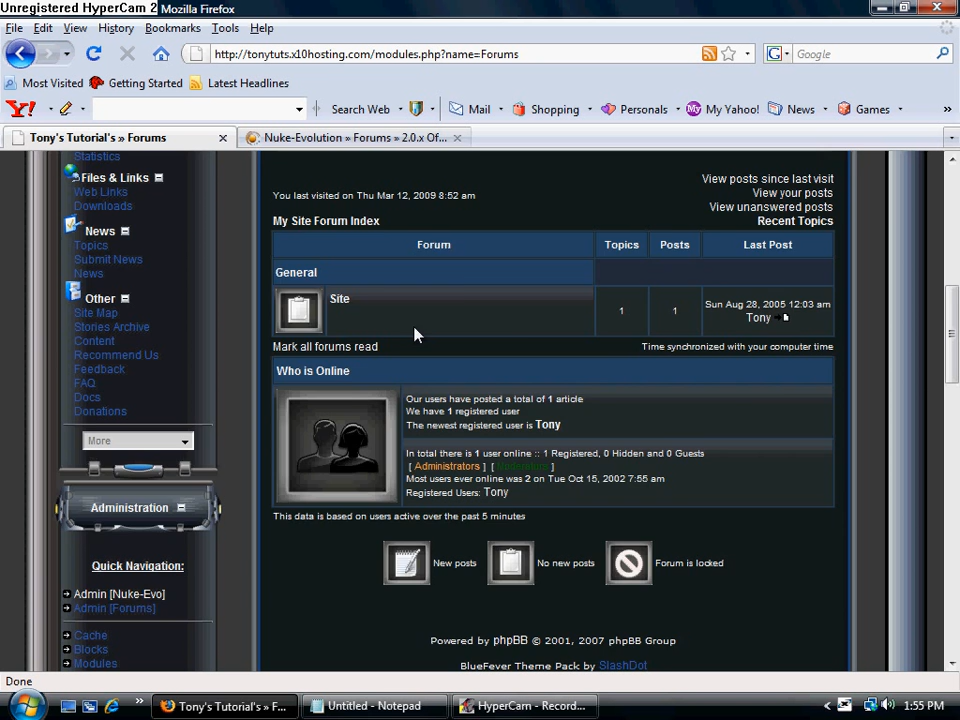 Unregistered HyperCam 2
Mozilla Firefox
File Edit View History Bookmarks Tools Help
http://tonytuts.x10hosting.com/modules.php?name=Forums
G Google
Most Visited Getting Started Latest Headlines
Y! Search Web Mail Shopping Personals My Yahoo! News Games »
Tony's Tutorial's » Forums
Nuke-Evolution » Forums » 2.0.x Of...
Statistics
Files & Links
Web Links
Downloads
News
Topics
Submit News
News
Other
Site Map
Stories Archive
Content
Recommend Us
Feedback
FAQ
Docs
Donations
More
Administration
Quick Navigation:
Admin [Nuke-Evo]
Admin [Forums]
Cache
Blocks
Modules
View posts since last visit
You last visited on Thu Mar 12, 2009 8:52 am
View your posts
View unanswered posts
My Site Forum Index
Recent Topics
Forum Topics Posts Last Post
General
Site
1 1
Sun Aug 28, 2005 12:03 am
Tony
Mark all forums read
Time synchronized with your computer time
Who is Online
Our users have posted a total of 1 article
We have 1 registered user
The newest registered user is Tony
In total there is 1 user online :: 1 Registered, 0 Hidden and 0 Guests
[ Administrators ] [ Moderators ]
Most users ever online was 2 on Tue Oct 15, 2002 7:55 am
Registered Users: Tony
This data is based on users active over the past 5 minutes
New posts No new posts Forum is locked
Powered by phpBB © 2001, 2007 phpBB Group
BlueFever Theme Pack by SlashDot
Done
» Tony's Tutorial's » F... Untitled - Notepad HyperCam - Record... 1:55 PM